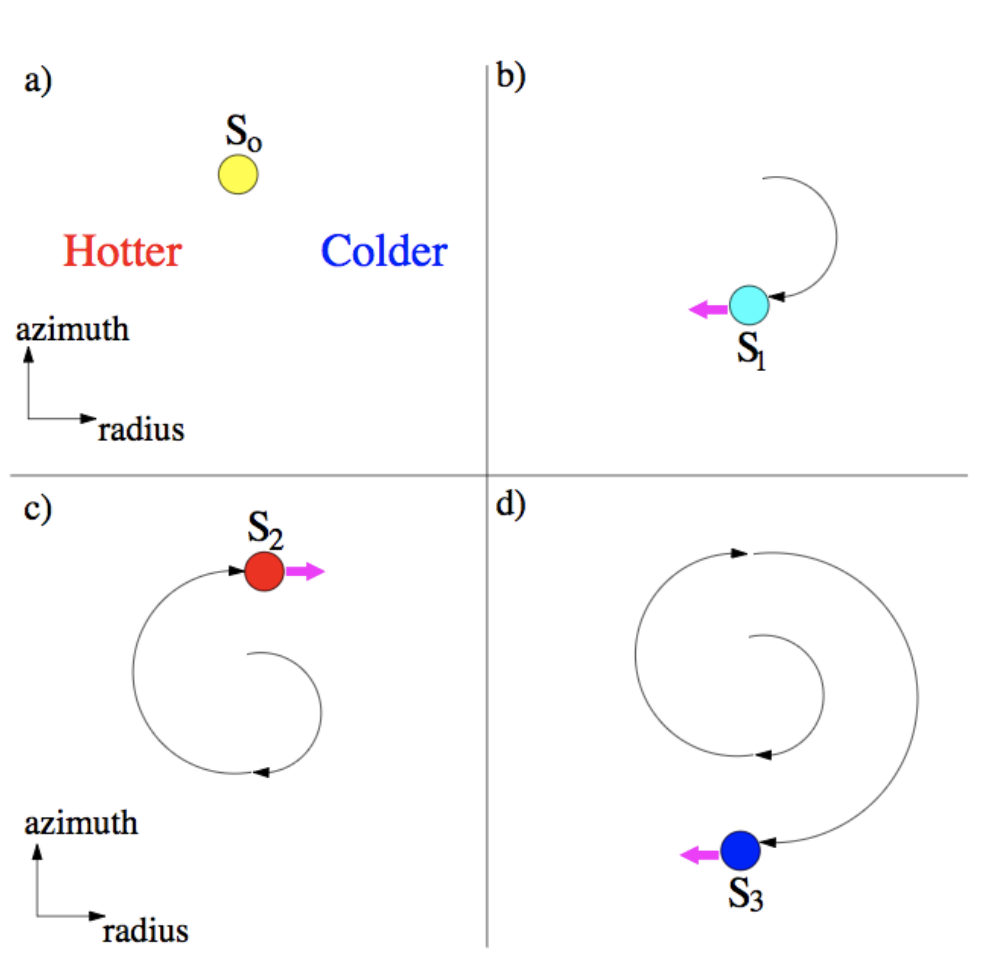 a)
S₀
Hotter
Colder
azimuth
radius
b)
S₁
c)
S₂
azimuth
radius
d)
S₃